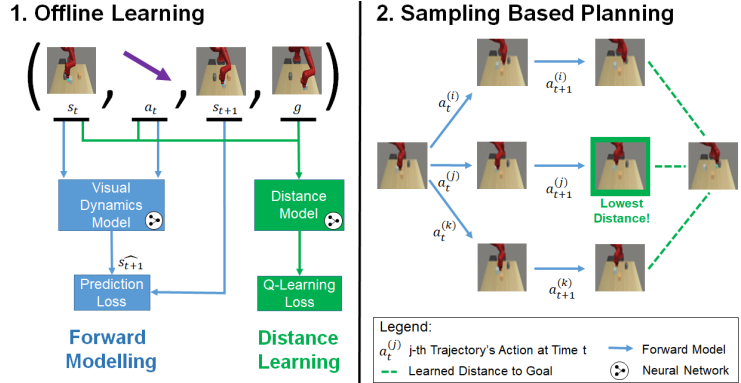 1. Offline Learning
( , , , )
s_t a_t s_{t+1} g
Visual
Dynamics
Model
Distance
Model
\widehat{s_{t+1}}
Prediction
Loss
Q-Learning
Loss
Forward
Modelling
Distance
Learning
2. Sampling Based Planning
a_t^{(i)} a_{t+1}^{(i)}
a_t^{(j)} a_{t+1}^{(j)}
Lowest
Distance!
a_t^{(k)} a_{t+1}^{(k)}
Legend:
a_t^{(j)} j-th Trajectory's Action at Time t
Forward Model
Learned Distance to Goal
Neural Network